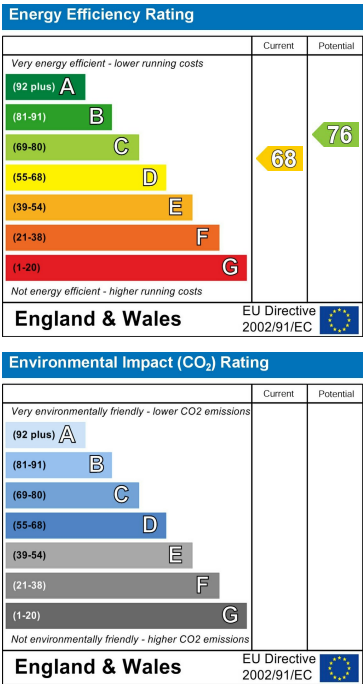 Energy Efficiency Rating
Current Potential
Very energy efficient - lower running costs
(92 plus) A
(81-91) B
(69-80) C
(55-68) D
(39-54) E
(21-38) F
(1-20) G
68
76
Not energy efficient - higher running costs
England & Wales
EU Directive
2002/91/EC
Environmental Impact (CO₂) Rating
Current Potential
Very environmentally friendly - lower CO2 emissions
(92 plus) A
(81-91) B
(69-80) C
(55-68) D
(39-54) E
(21-38) F
(1-20) G
Not environmentally friendly - higher CO2 emissions
England & Wales
EU Directive
2002/91/EC